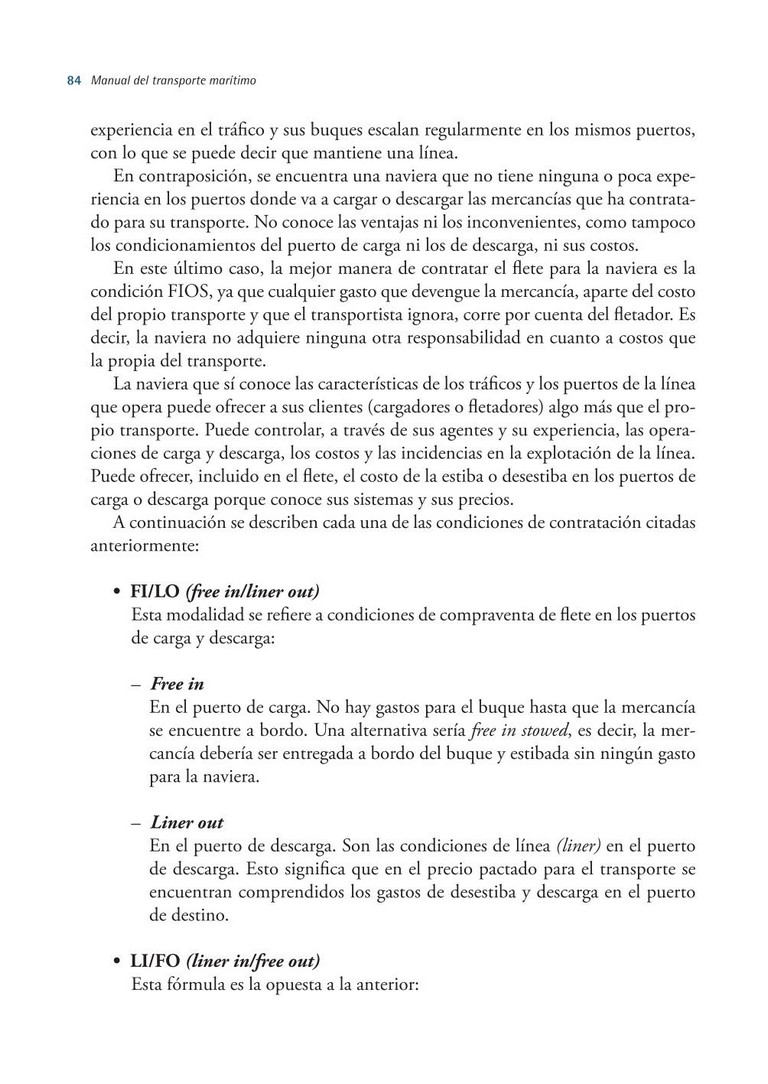 84 Manual del transporte marítimo
experiencia en el tráfico y sus buques escalan regularmente en los mismos puertos,
con lo que se puede decir que mantiene una línea.
En contraposición, se encuentra una naviera que no tiene ninguna o poca expe-
riencia en los puertos donde va a cargar o descargar las mercancías que ha contrata-
do para su transporte. No conoce las ventajas ni los inconvenientes, como tampoco
los condicionamientos del puerto de carga ni los de descarga, ni sus costos.
En este último caso, la mejor manera de contratar el flete para la naviera es la
condición FIOS, ya que cualquier gasto que devengue la mercancía, aparte del costo
del propio transporte y que el transportista ignora, corre por cuenta del fletador. Es
decir, la naviera no adquiere ninguna otra responsabilidad en cuanto a costos que
la propia del transporte.
La naviera que sí conoce las características de los tráficos y los puertos de la línea
que opera puede ofrecer a sus clientes (cargadores o fletadores) algo más que el pro-
pio transporte. Puede controlar, a través de sus agentes y su experiencia, las opera-
ciones de carga y descarga, los costos y las incidencias en la explotación de la línea.
Puede ofrecer, incluido en el flete, el costo de la estiba o desestiba en los puertos de
carga o descarga porque conoce sus sistemas y sus precios.
A continuación se describen cada una de las condiciones de contratación citadas
anteriormente:
• FI/LO (free in/liner out)
Esta modalidad se refiere a condiciones de compraventa de flete en los puertos
de carga y descarga:
– Free in
En el puerto de carga. No hay gastos para el buque hasta que la mercancía
se encuentre a bordo. Una alternativa sería free in stowed, es decir, la mer-
cancía debería ser entregada a bordo del buque y estibada sin ningún gasto
para la naviera.
– Liner out
En el puerto de descarga. Son las condiciones de línea (liner) en el puerto
de descarga. Esto significa que en el precio pactado para el transporte se
encuentran comprendidos los gastos de desestiba y descarga en el puerto
de destino.
• LI/FO (liner in/free out)
Esta fórmula es la opuesta a la anterior: